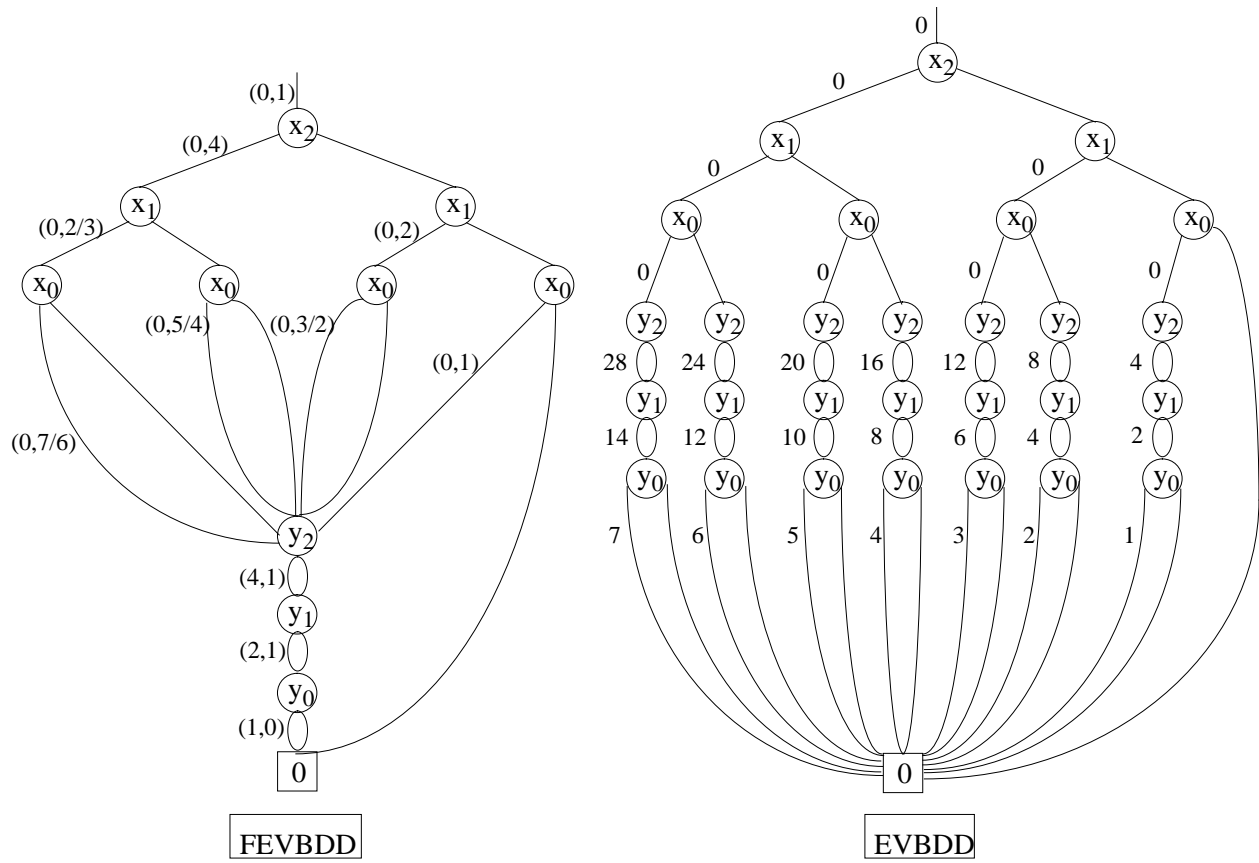 (0,1)
x2
(0,4)
x1 x1
(0,2/3) (0,2)
x0 x0 x0 x0
(0,5/4) (0,3/2)
(0,1)
(0,7/6)
y2
(4,1)
y1
(2,1)
y0
(1,0)
0
FEVBDD
0
x2
0
x1 x1
0 0
x0 x0 x0 x0
0 0 0 0
y2 y2 y2 y2 y2 y2 y2
28 24 20 16 12 8 4
y1 y1 y1 y1 y1 y1 y1
14 12 10 8 6 4 2
y0 y0 y0 y0 y0 y0 y0
7 6 5 4 3 2 1
0
EVBDD